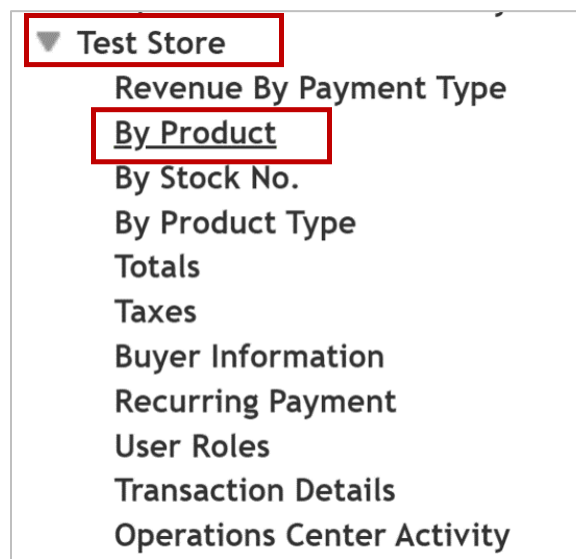 Test Store
Revenue By Payment Type
By Product
By Stock No.
By Product Type
Totals
Taxes
Buyer Information
Recurring Payment
User Roles
Transaction Details
Operations Center Activity